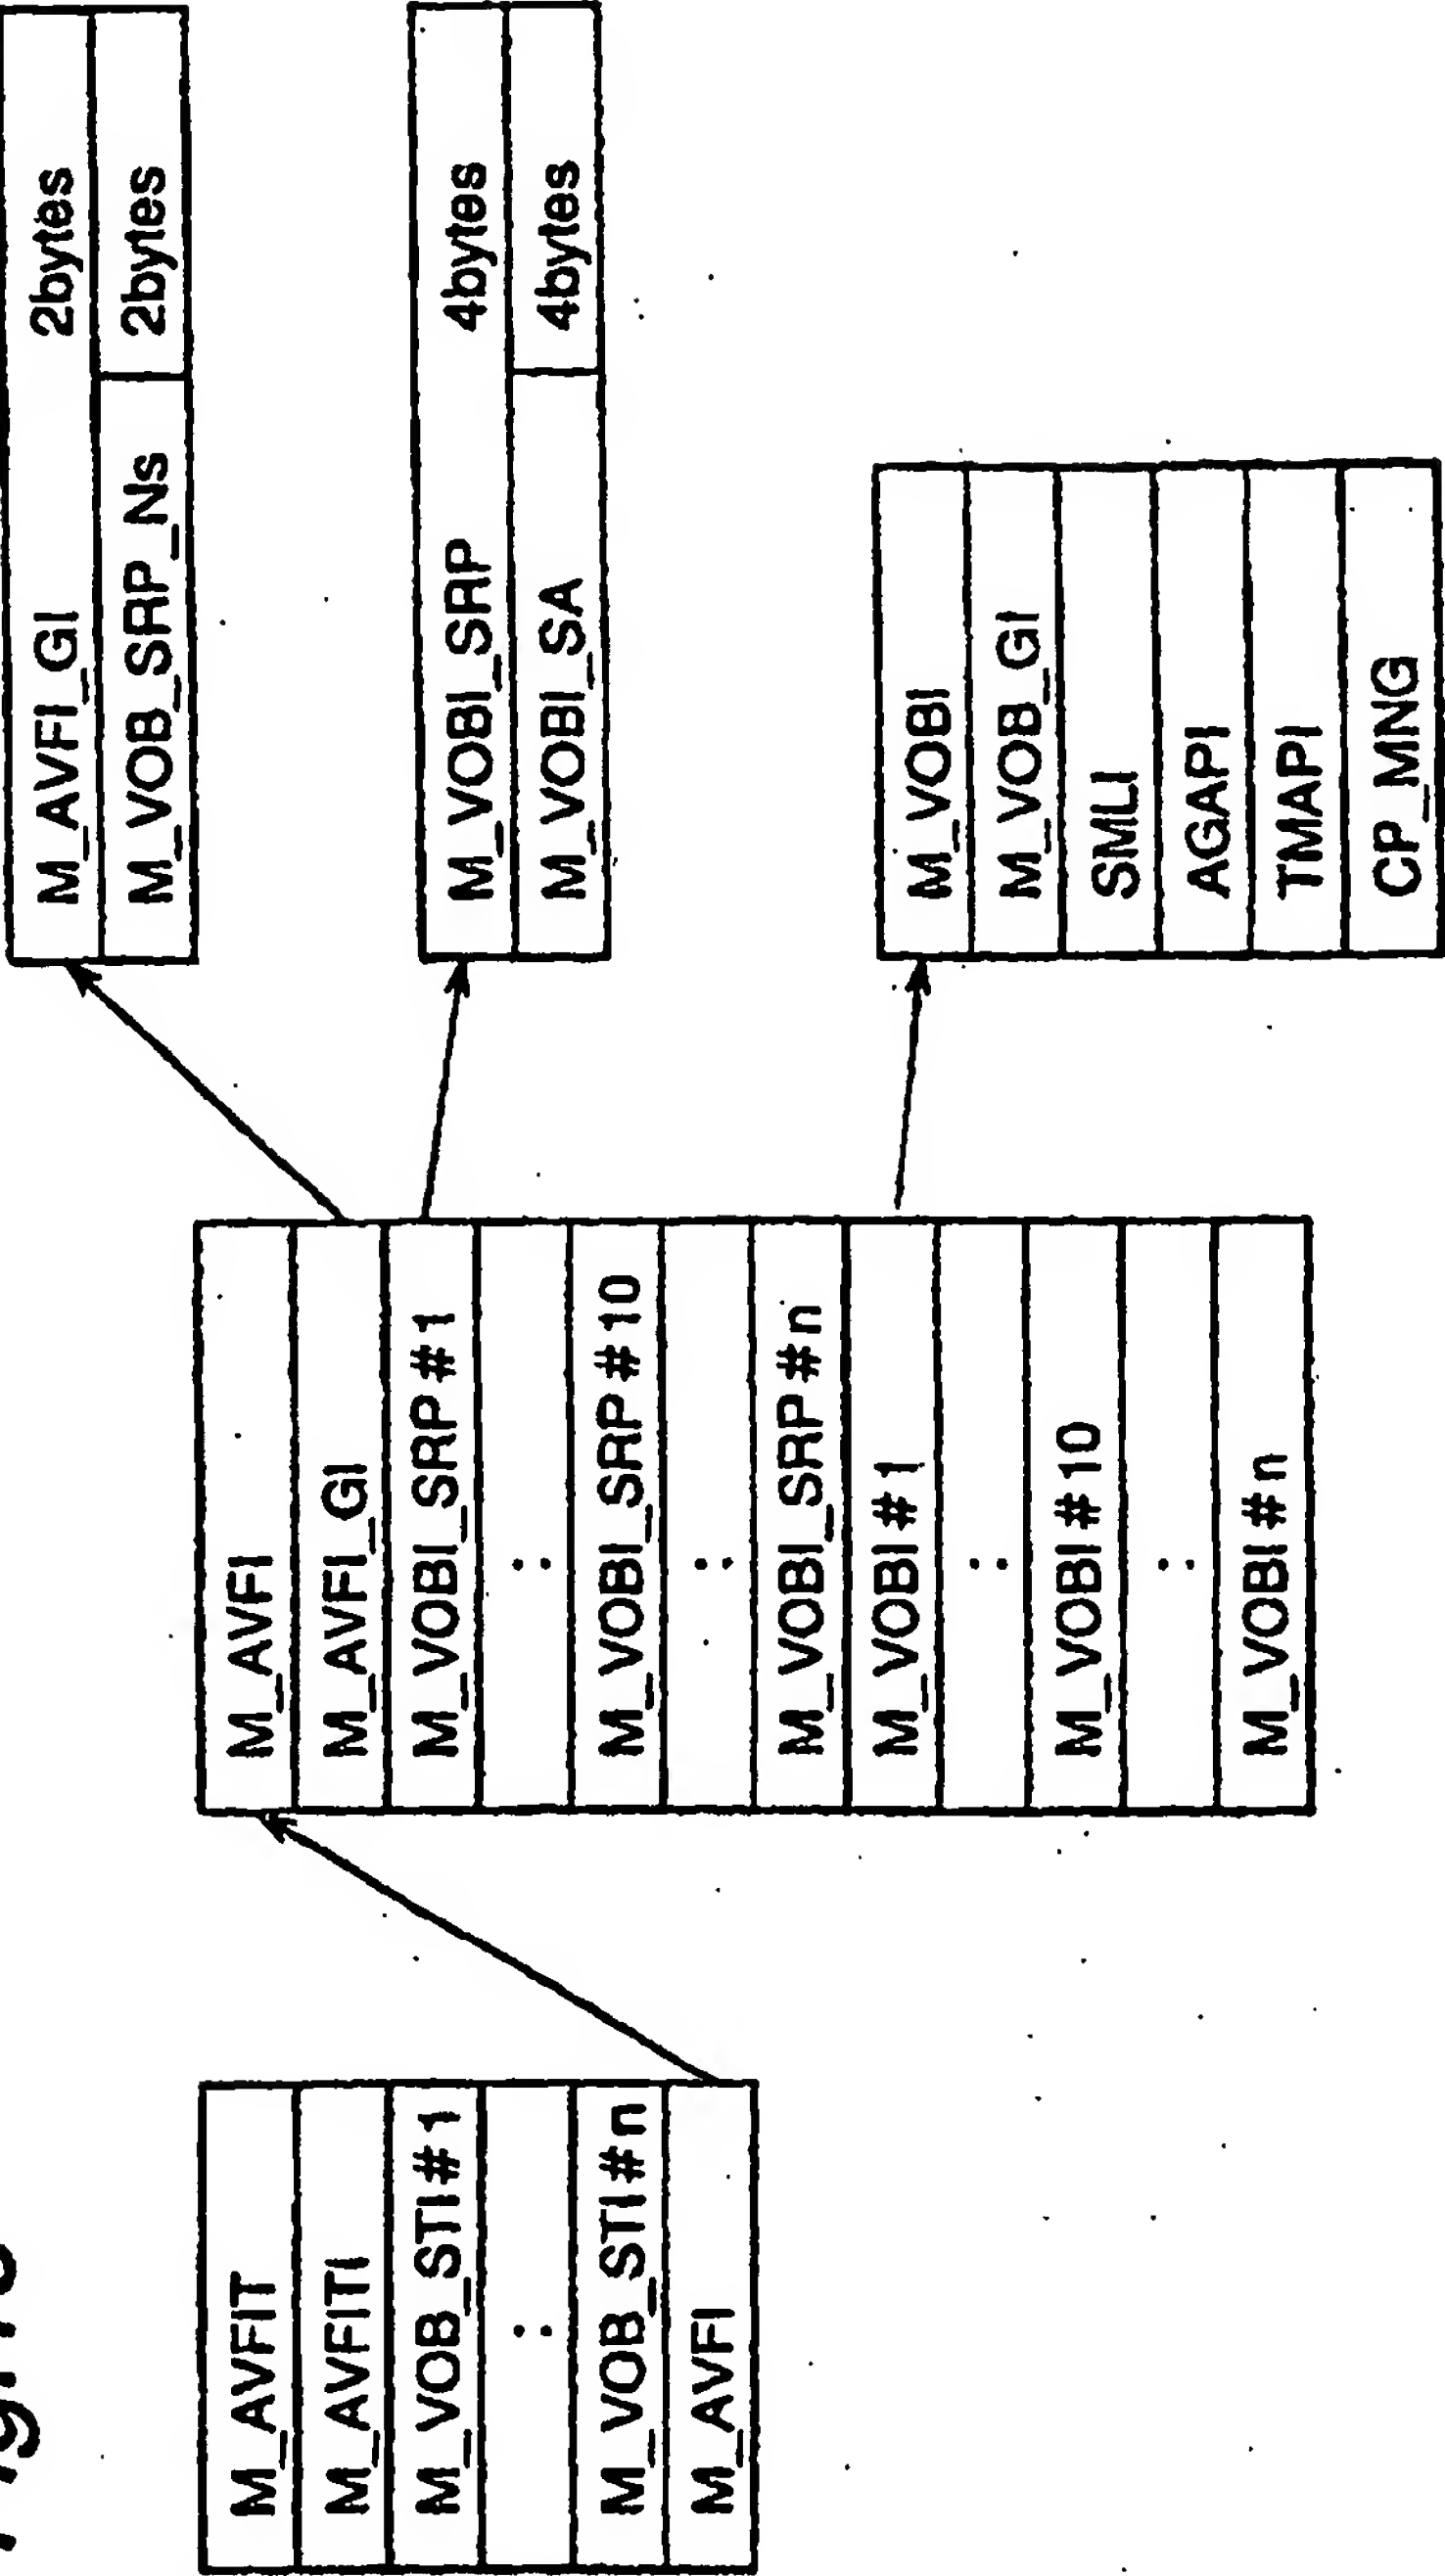 M_AVFIT
M_AVFITI
M_VOB_STI#1
:
M_VOB_STI#n
M_AVFI
M_AVFI
M_AVFI_GI
M_VOBI_SRP#1
:
M_VOBI_SRP#10
:
M_VOBI_SRP#n
M_VOBI#1
:
M_VOBI#10
:
M_VOBI#n
M_AVFI_GI 2bytes
M_VOB_SRP_Ns 2bytes
M_VOBI_SRP 4bytes
M_VOBI_SA 4bytes
M_VOBI
M_VOB_GI
SMLI
AGAPI
TMAPI
CP_MNG